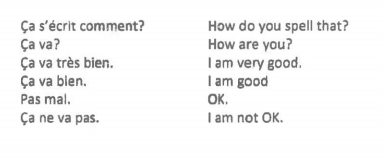 Ça s'écrit comment? How do you spell that?
Ça va? How are you?
Ça va très bien. I am very good.
Ça va bien. I am good
Pas mal. OK.
Ça ne va pas. I am not OK.